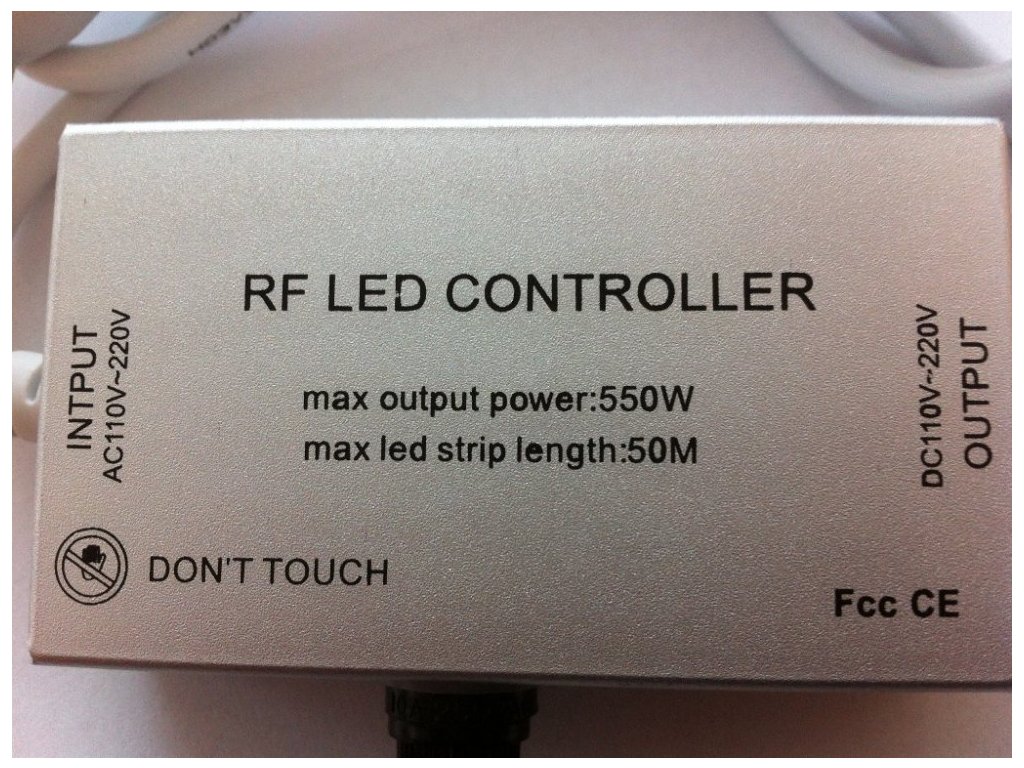 RF LED CONTROLLER
INTPUT
AC110V~220V
max output power:550W
max led strip length:50M
DC110V~220V
OUTPUT
DON'T TOUCH
Fcc CE